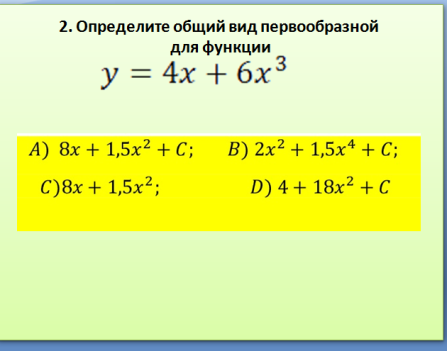 2. Определите общий вид первообразной
для функции
y = 4x + 6x³
A) 8x + 1,5x² + C; B) 2x² + 1,5x⁴ + C;
C)8x + 1,5x²; D) 4 + 18x² + C